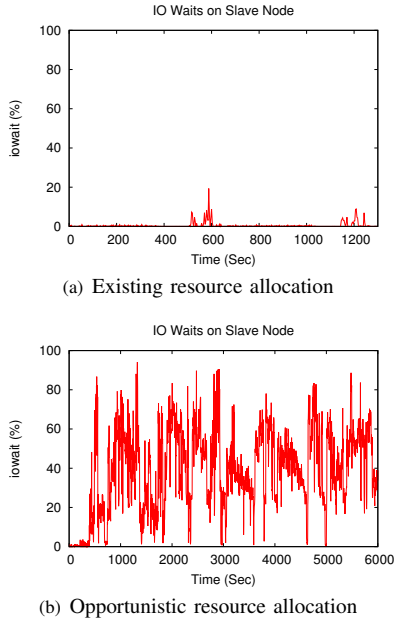 IO Waits on Slave Node
100
80
60
40
20
0
iowait (%)
0 200 400 600 800 1000 1200
Time (Sec)
(a) Existing resource allocation
IO Waits on Slave Node
100
80
60
40
20
0
iowait (%)
0 1000 2000 3000 4000 5000 6000
Time (Sec)
(b) Opportunistic resource allocation